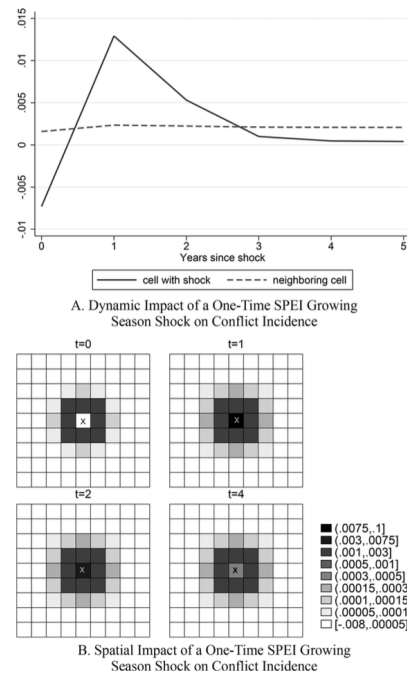 .015
.01
.005
0
-.005
-.01
0
1
2
3
4
5
Years since shock
cell with shock
neighboring cell
A. Dynamic Impact of a One-Time SPEI Growing
Season Shock on Conflict Incidence
t=0
t=1
X
X
t=2
t=4
X
X
(.0075,.1]
(.003,.0075]
(.001,.003]
(.0005,.001]
(.0003,.0005]
(.00015,.0003
(.0001,.00015
(.00005,.0001
[-.008,.00005]
B. Spatial Impact of a One-Time SPEI Growing
Season Shock on Conflict Incidence